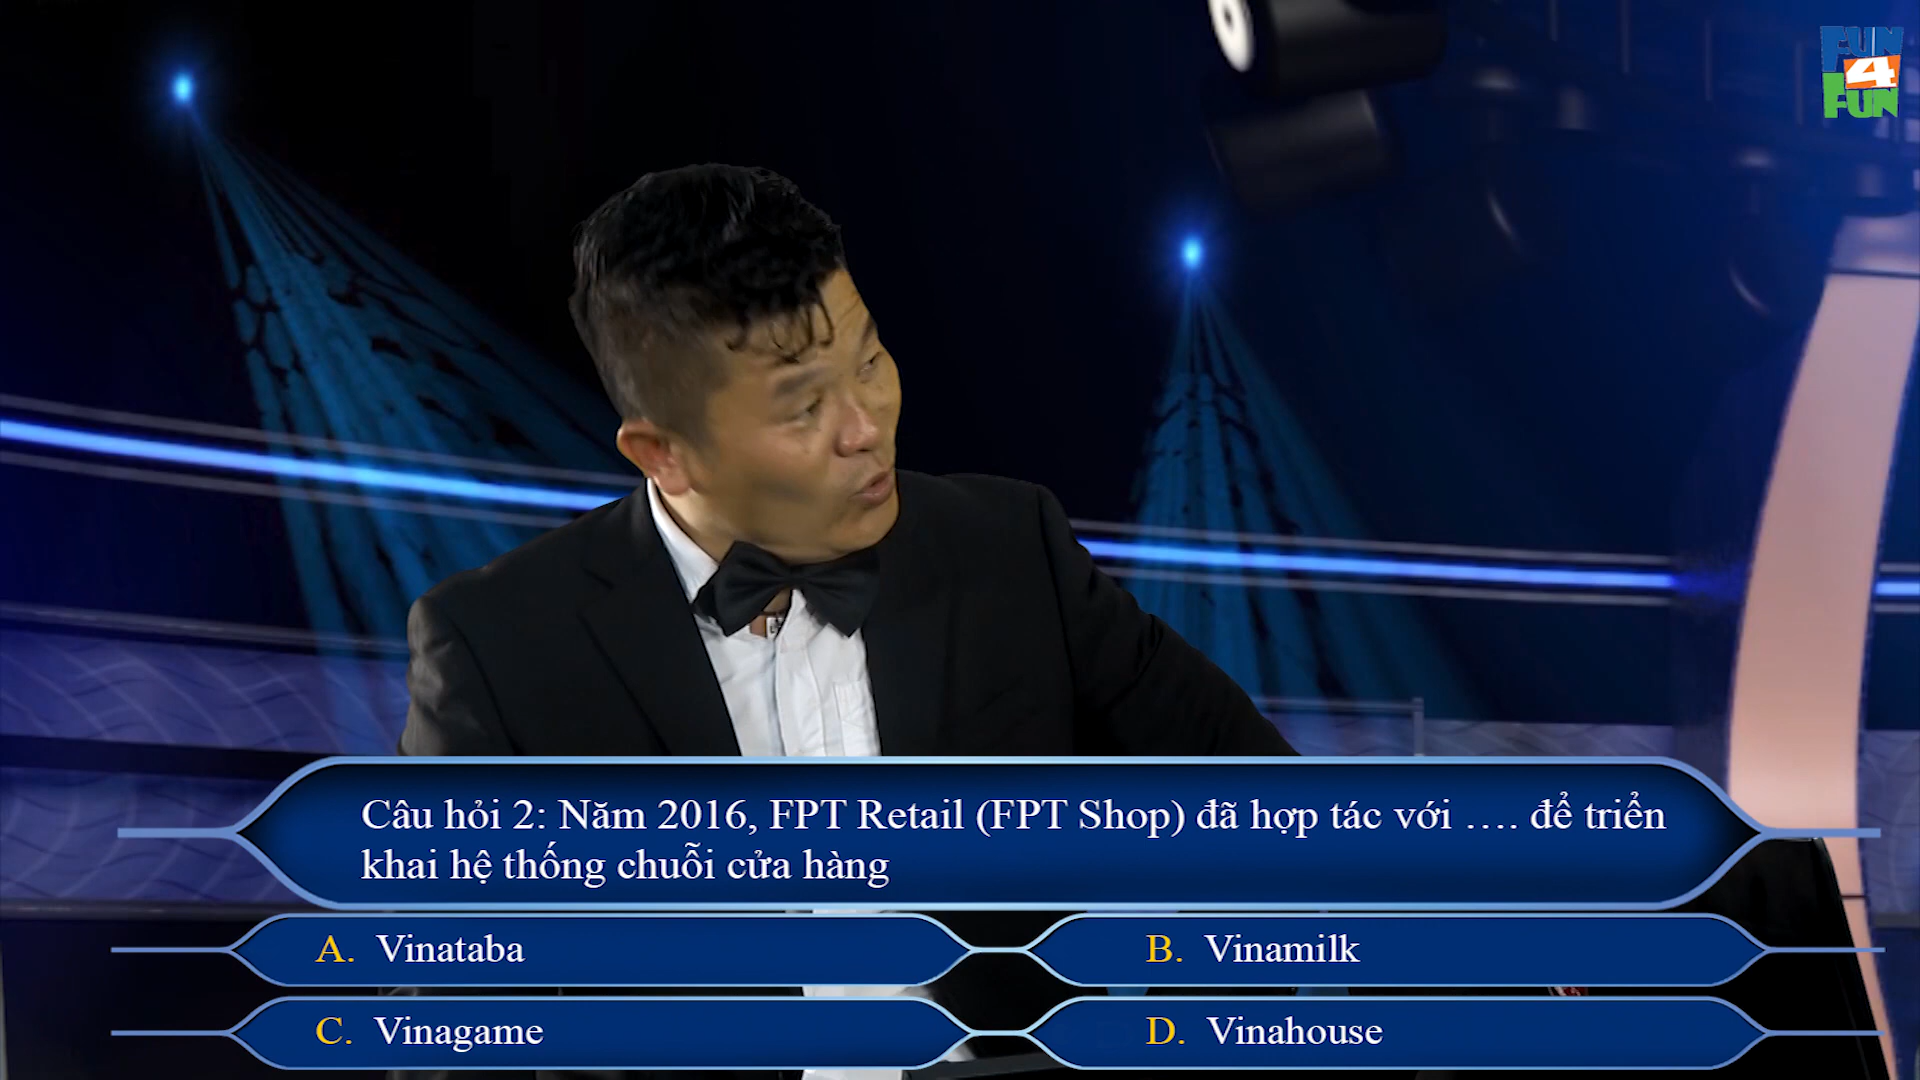 FUN
4
FUN
Câu hỏi 2: Năm 2016, FPT Retail (FPT Shop) đã hợp tác với …. để triển
khai hệ thống chuỗi cửa hàng
A. Vinataba
B. Vinamilk
C. Vinagame
D. Vinahouse